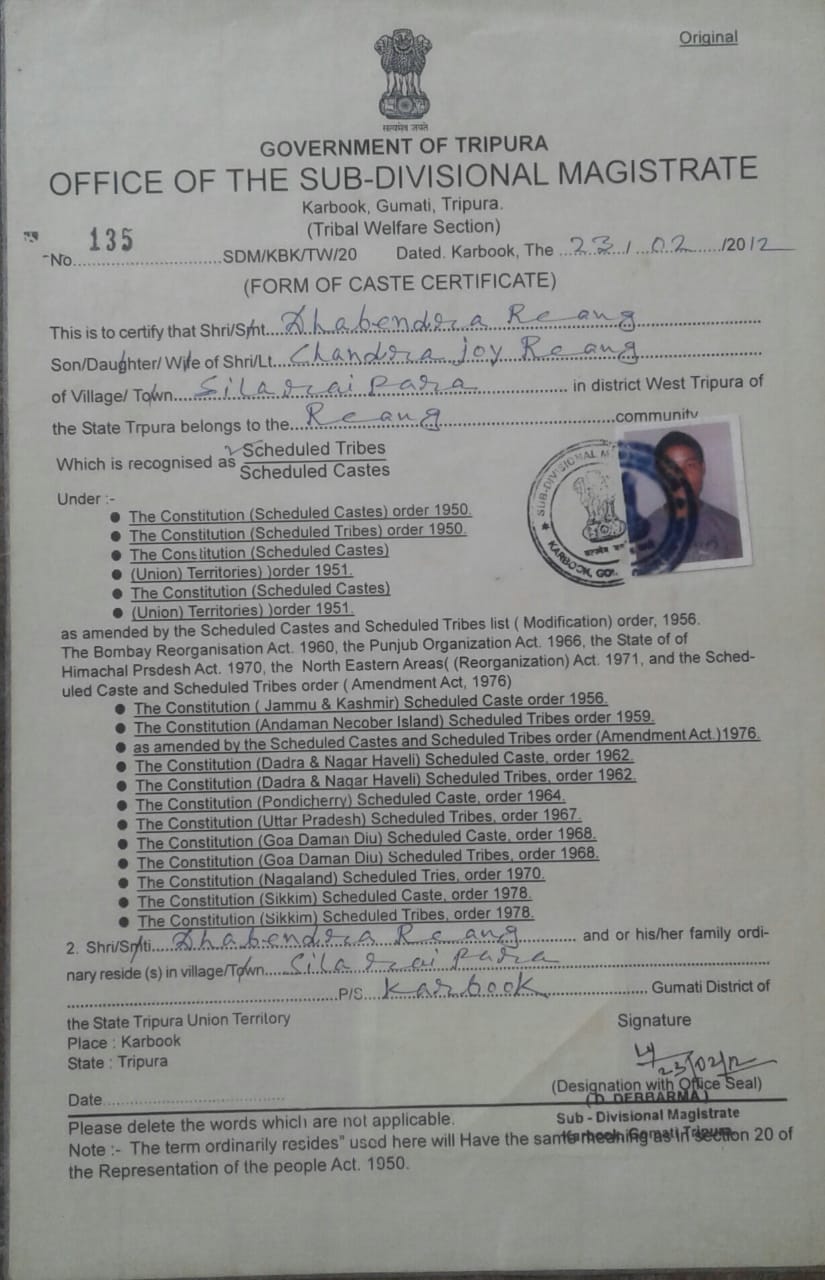 Original
सत्यमेव जयते
GOVERNMENT OF TRIPURA
OFFICE OF THE SUB-DIVISIONAL MAGISTRATE
Karbook, Gumati, Tripura.
(Tribal Welfare Section)
No. 135 SDM/KBK/TW/20 Dated. Karbook, The 23/02/2012
(FORM OF CASTE CERTIFICATE)
This is to certify that Shri/Smt. Dhabendra Reang
Son/Daughter/ Wife of Shri/Lt. Chandra joy Reang
of Village/ Town Silaraipara in district West Tripura of
the State Trpura belongs to the Reang community
Which is recognised as Scheduled Tribes
Scheduled Castes
SUB-DIVISIONAL M
KARBOOK, GO
Under :-
● The Constitution (Scheduled Castes) order 1950.
● The Constitution (Scheduled Tribes) order 1950.
● The Constitution (Scheduled Castes)
● (Union) Territories) )order 1951.
● The Constitution (Scheduled Castes)
● (Union) Territories) )order 1951.
as amended by the Scheduled Castes and Scheduled Tribes list ( Modification) order, 1956.
The Bombay Reorganisation Act. 1960, the Punjub Organization Act. 1966, the State of of
Himachal Prsdesh Act. 1970, the North Eastern Areas( (Reorganization) Act. 1971, and the Sched-
uled Caste and Scheduled Tribes order ( Amendment Act, 1976)
● The Constitution ( Jammu & Kashmir) Scheduled Caste order 1956.
● The Constitution (Andaman Necober Island) Scheduled Tribes order 1959.
● as amended by the Scheduled Castes and Scheduled Tribes order (Amendment Act.)1976.
● The Constitution (Dadra & Nagar Haveli) Scheduled Caste, order 1962.
● The Constitution (Dadra & Nagar Haveli) Scheduled Tribes, order 1962.
● The Constitution (Pondicherry) Scheduled Caste, order 1964.
● The Constitution (Uttar Pradesh) Scheduled Tribes, order 1967.
● The Constitution (Goa Daman Diu) Scheduled Caste, order 1968.
● The Constitution (Goa Daman Diu) Scheduled Tribes, order 1968.
● The Constitution (Nagaland) Scheduled Tries, order 1970.
● The Constitution (Sikkim) Scheduled Caste, order 1978.
● The Constitution (Sikkim) Scheduled Tribes, order 1978.
2. Shri/Smti. Dhabendra Reang and or his/her family ordi-
nary reside (s) in village/Town Silaraipara
P/S. Karbook Gumati District of
the State Tripura Union Territory
Signature
Place : Karbook
State : Tripura
23/02/12
(Designation with Office Seal)
Date
(D. DEBBARMA)
Sub - Divisional Magistrate
Karbook, Gomati Tripura
Please delete the words which are not applicable.
Note :- The term ordinarily resides" used here will Have the same meaning as in section 20 of
the Representation of the people Act. 1950.